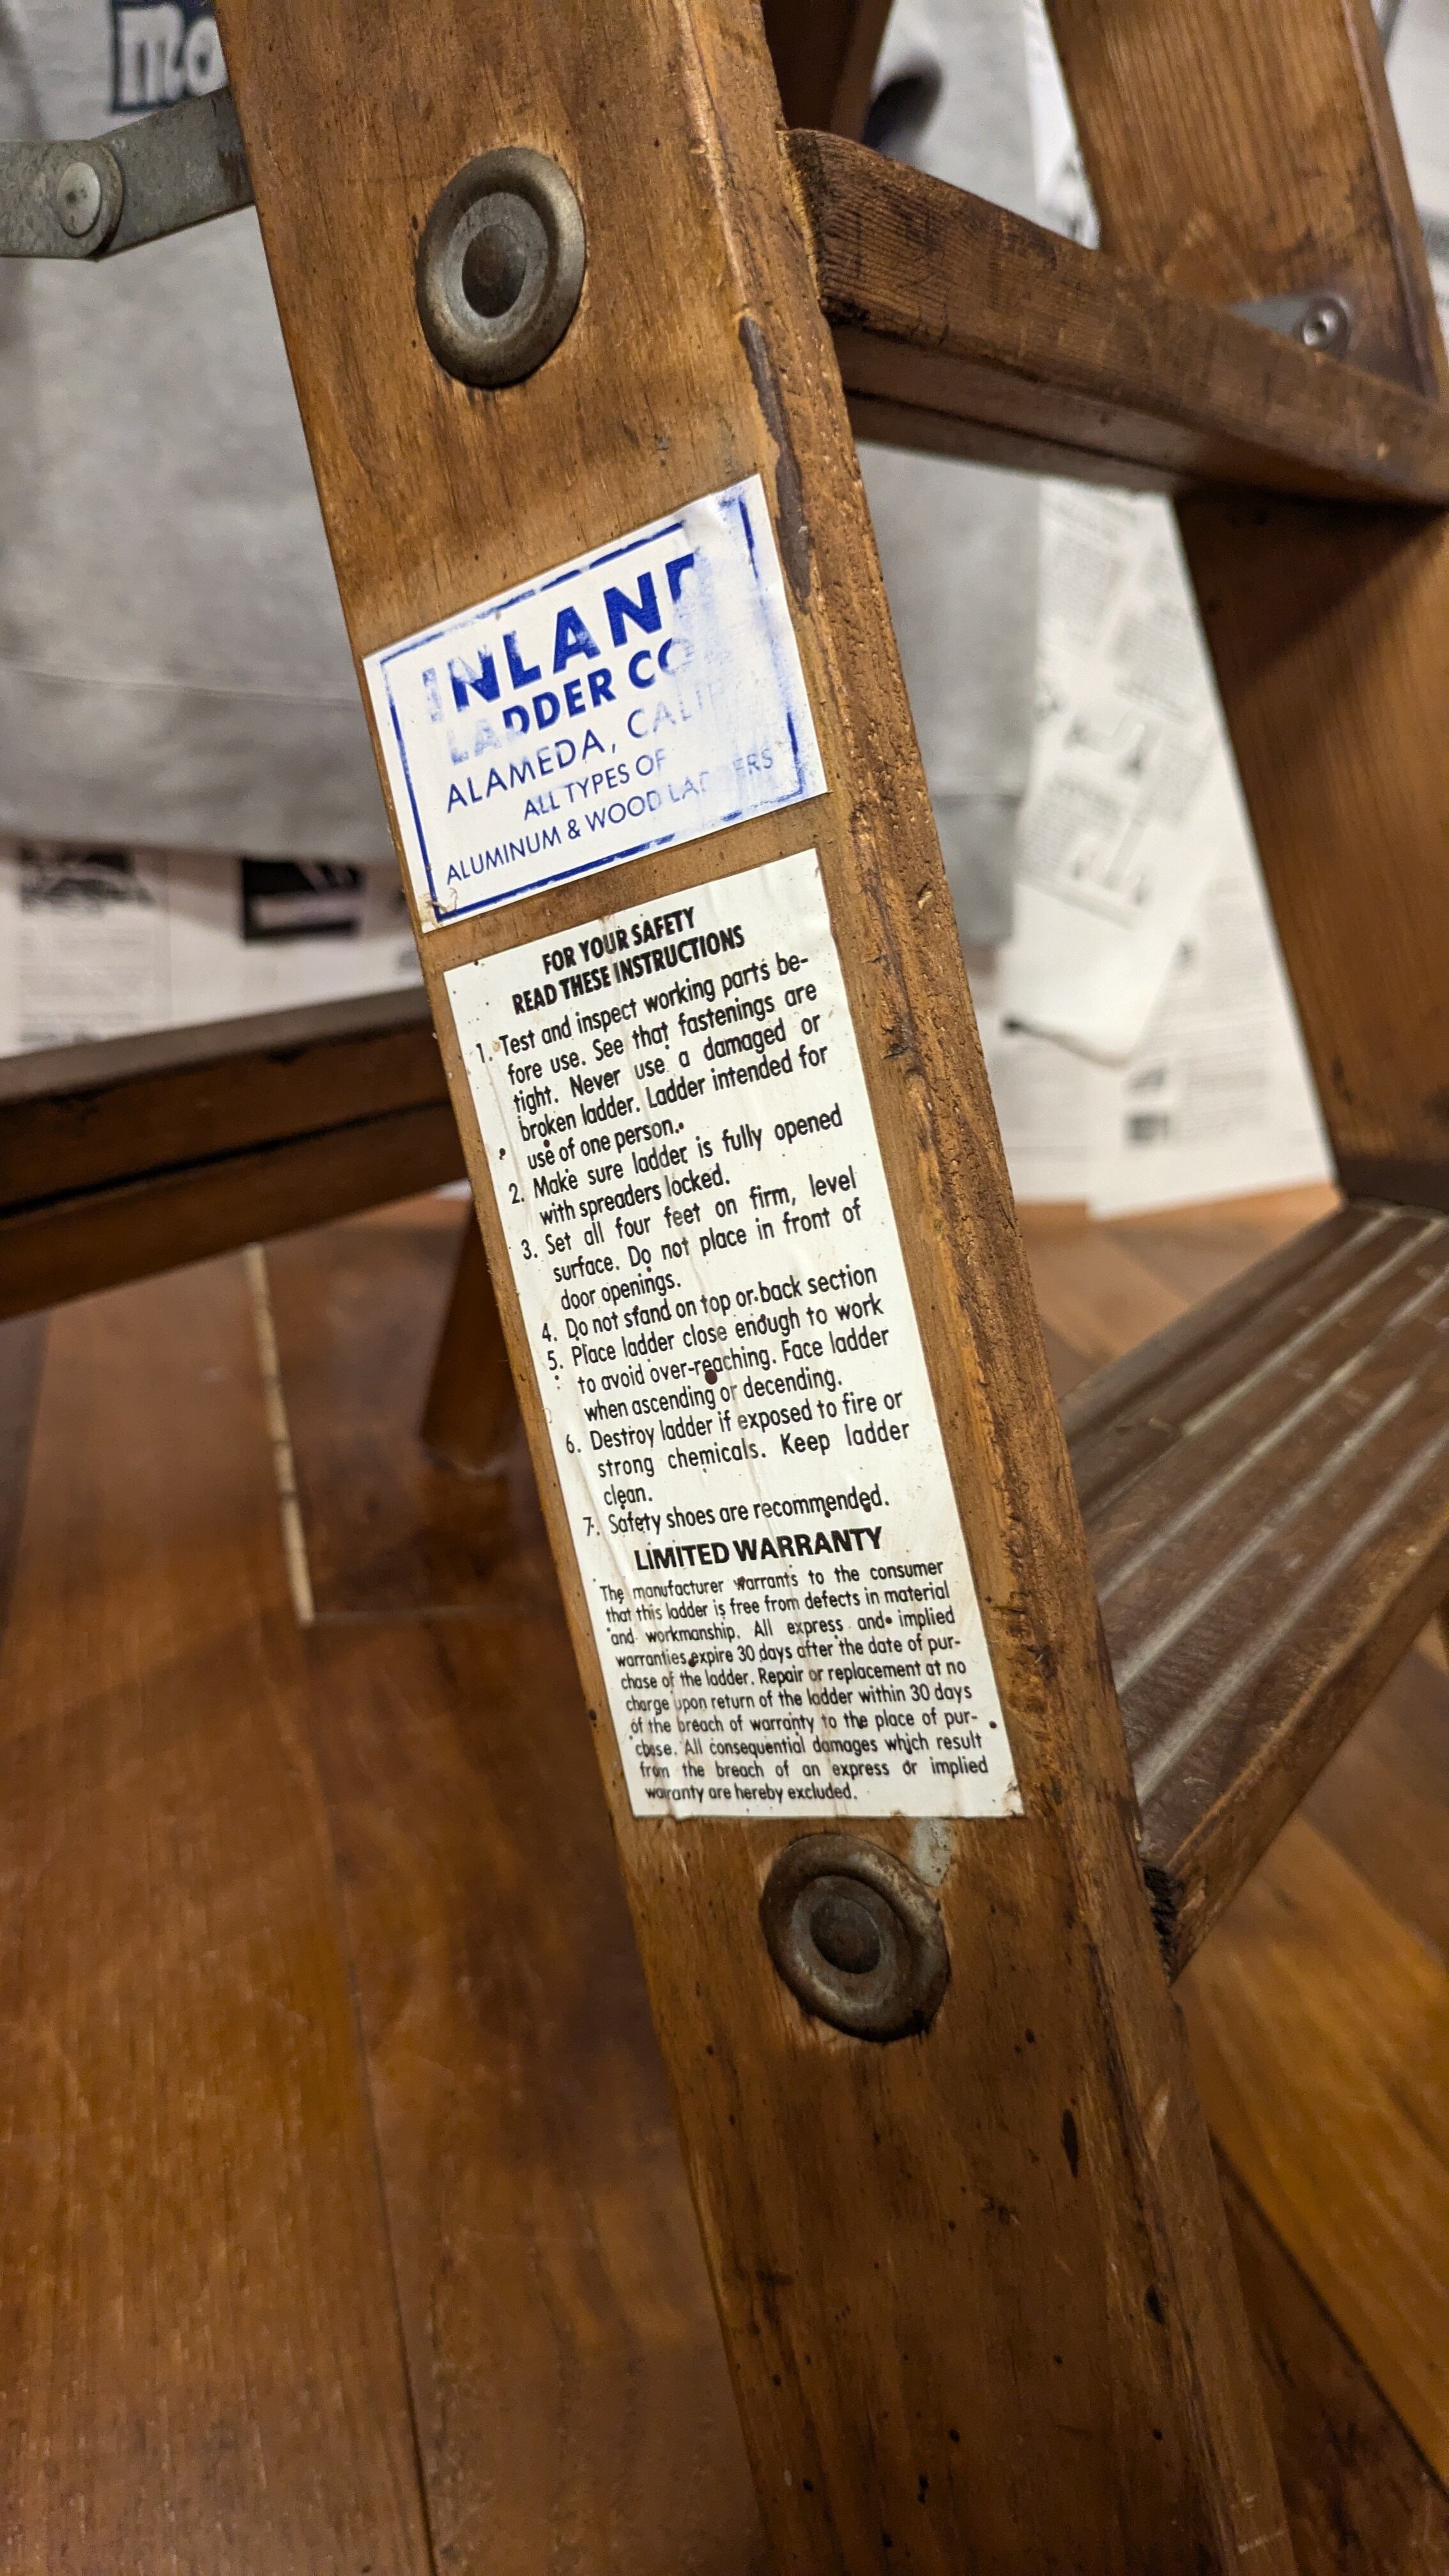 mo
INLAND
LADDER CO.
ALAMEDA, CALIF
ALL TYPES OF
ALUMINUM & WOOD LADDERS
FOR YOUR SAFETY
READ THESE INSTRUCTIONS
1. Test and inspect working parts be-
fore use. See that fastenings are
tight. Never use a damaged or
broken ladder. Ladder intended for
use of one person.
2. Make sure ladder is fully opened
with spreaders locked.
3. Set all four feet on firm, level
surface. Do not place in front of
door openings.
4. Do not stand on top or back section
5. Place ladder close enough to work
to avoid over-reaching. Face ladder
when ascending or decending.
6. Destroy ladder if exposed to fire or
strong chemicals. Keep ladder
clean.
7. Safety shoes are recommended.
LIMITED WARRANTY
The manufacturer warrants to the consumer
that this ladder is free from defects in material
and workmanship. All express and implied
warranties expire 30 days after the date of pur-
chase of the ladder. Repair or replacement at no
charge upon return of the ladder within 30 days
of the breach of warranty to the place of pur-
chase. All consequential damages which result
from the breach of an express or implied
warranty are hereby excluded.